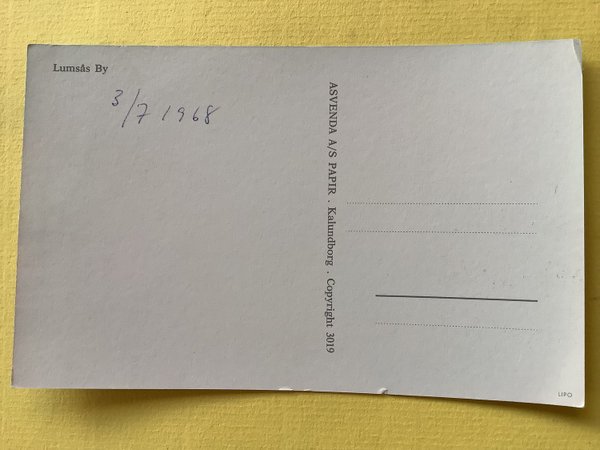 Lumsås By
3/7 1968
ASVENDA A/S PAPIR . Kalundborg . Copyright 3019
LIPO